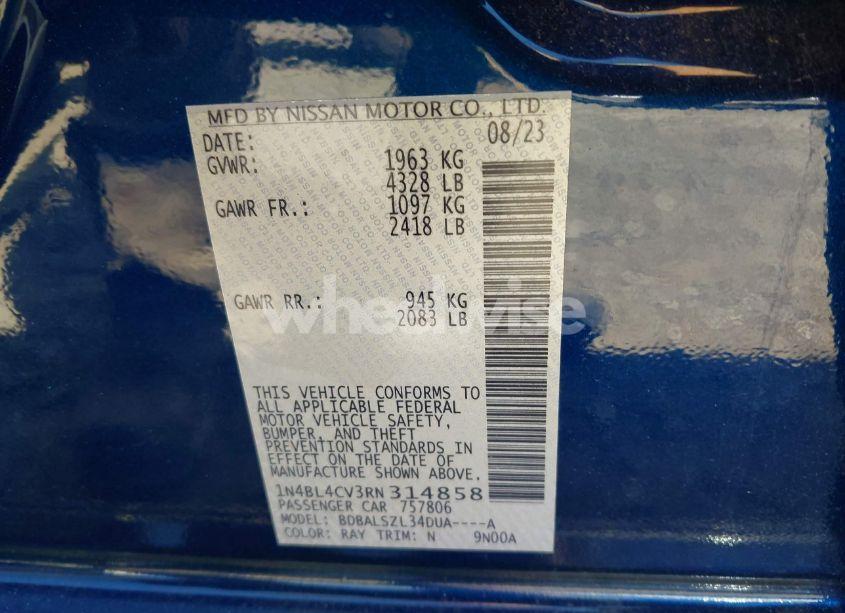 MFD BY NISSAN MOTOR CO., LTD.
DATE: 08/23
GVWR: 1963 KG
4328 LB
GAWR FR.: 1097 KG
2418 LB
GAWR RR.: 945 KG
2083 LB
wheelwise
THIS VEHICLE CONFORMS TO
ALL APPLICABLE FEDERAL
MOTOR VEHICLE SAFETY,
BUMPER, AND THEFT
PREVENTION STANDARDS IN
EFFECT ON THE DATE OF
MANUFACTURE SHOWN ABOVE.
1N4BL4CV3RN314858
PASSENGER CAR 757806
MODEL: BDBALSZL34DUA----A
COLOR: RAY TRIM: N 9N00A